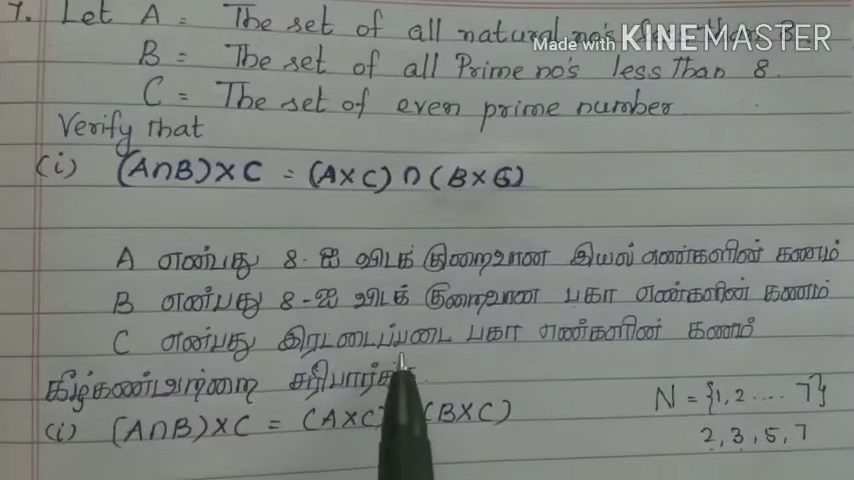 7. Let A = The set of all natural no's
Made with KINEMASTER
B = The set of all Prime no's less than 8.
C = The set of even prime number
Verify that
(i) (A∩B)×C = (A×C) ∩ (B×C)
A என்பது 8-ஐ விடக் குறைவான இயல் எண்களின் கணம்
B என்பது 8-ஐ விடக் குறைவான பகா எண்களின் கணம்
C என்பது இரட்டைப்படை பகா எண்களின் கணம்
கீழ்கண்டவற்றை
N = {1, 2 .... 7}
(i) (A∩B)×C = (A×C) (B×C)
2, 3, 5, 7